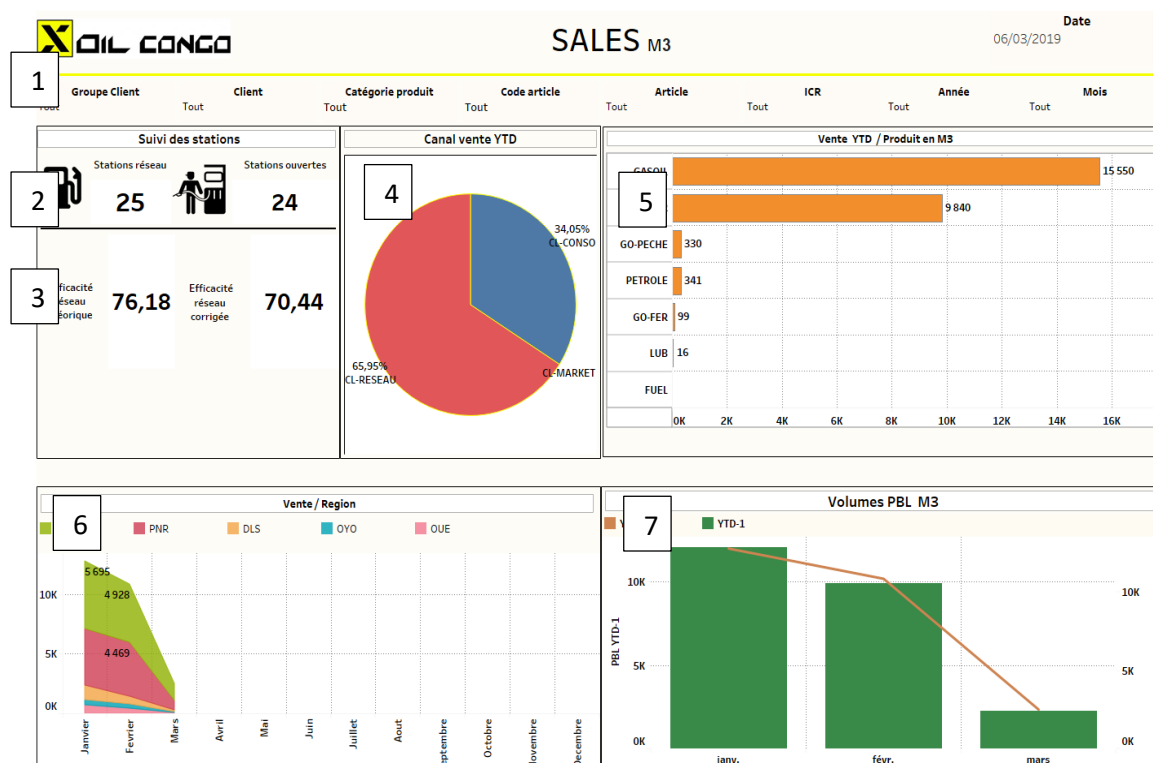 X OIL CONGO
SALES M3
Date
06/03/2019
1
Groupe Client
Client
Catégorie produit
Code article
Article
ICR
Année
Mois
Tout
Tout
Tout
Tout
Tout
Tout
Tout
Suivi des stations
Canal vente YTD
Vente YTD / Produit en M3
2
Stations réseau
25
Stations ouvertes
24
3
76,18
Efficacité
réseau
corrigée
70,44
4
34,05%
CL-CONSO
65,95%
CL-RESEAU
CL-MARKET
5
15 550
9 840
GO-PECHE 330
PETROLE 341
GO-FER 99
LUB 16
FUEL
0K 2K 4K 6K 8K 10K 12K 14K 16K
Vente / Region
6
PNR DLS OYO OUE
5 695
4 928
4 469
10K
5K
0K
Janvier
Fevrier
Mars
Avril
Mai
Juin
Juillet
Aout
Octobre
Volumes PBL M3
7
YTD-1
PBL YTD-1
10K
5K
0K
10K
5K
0K
janv. févr. mars